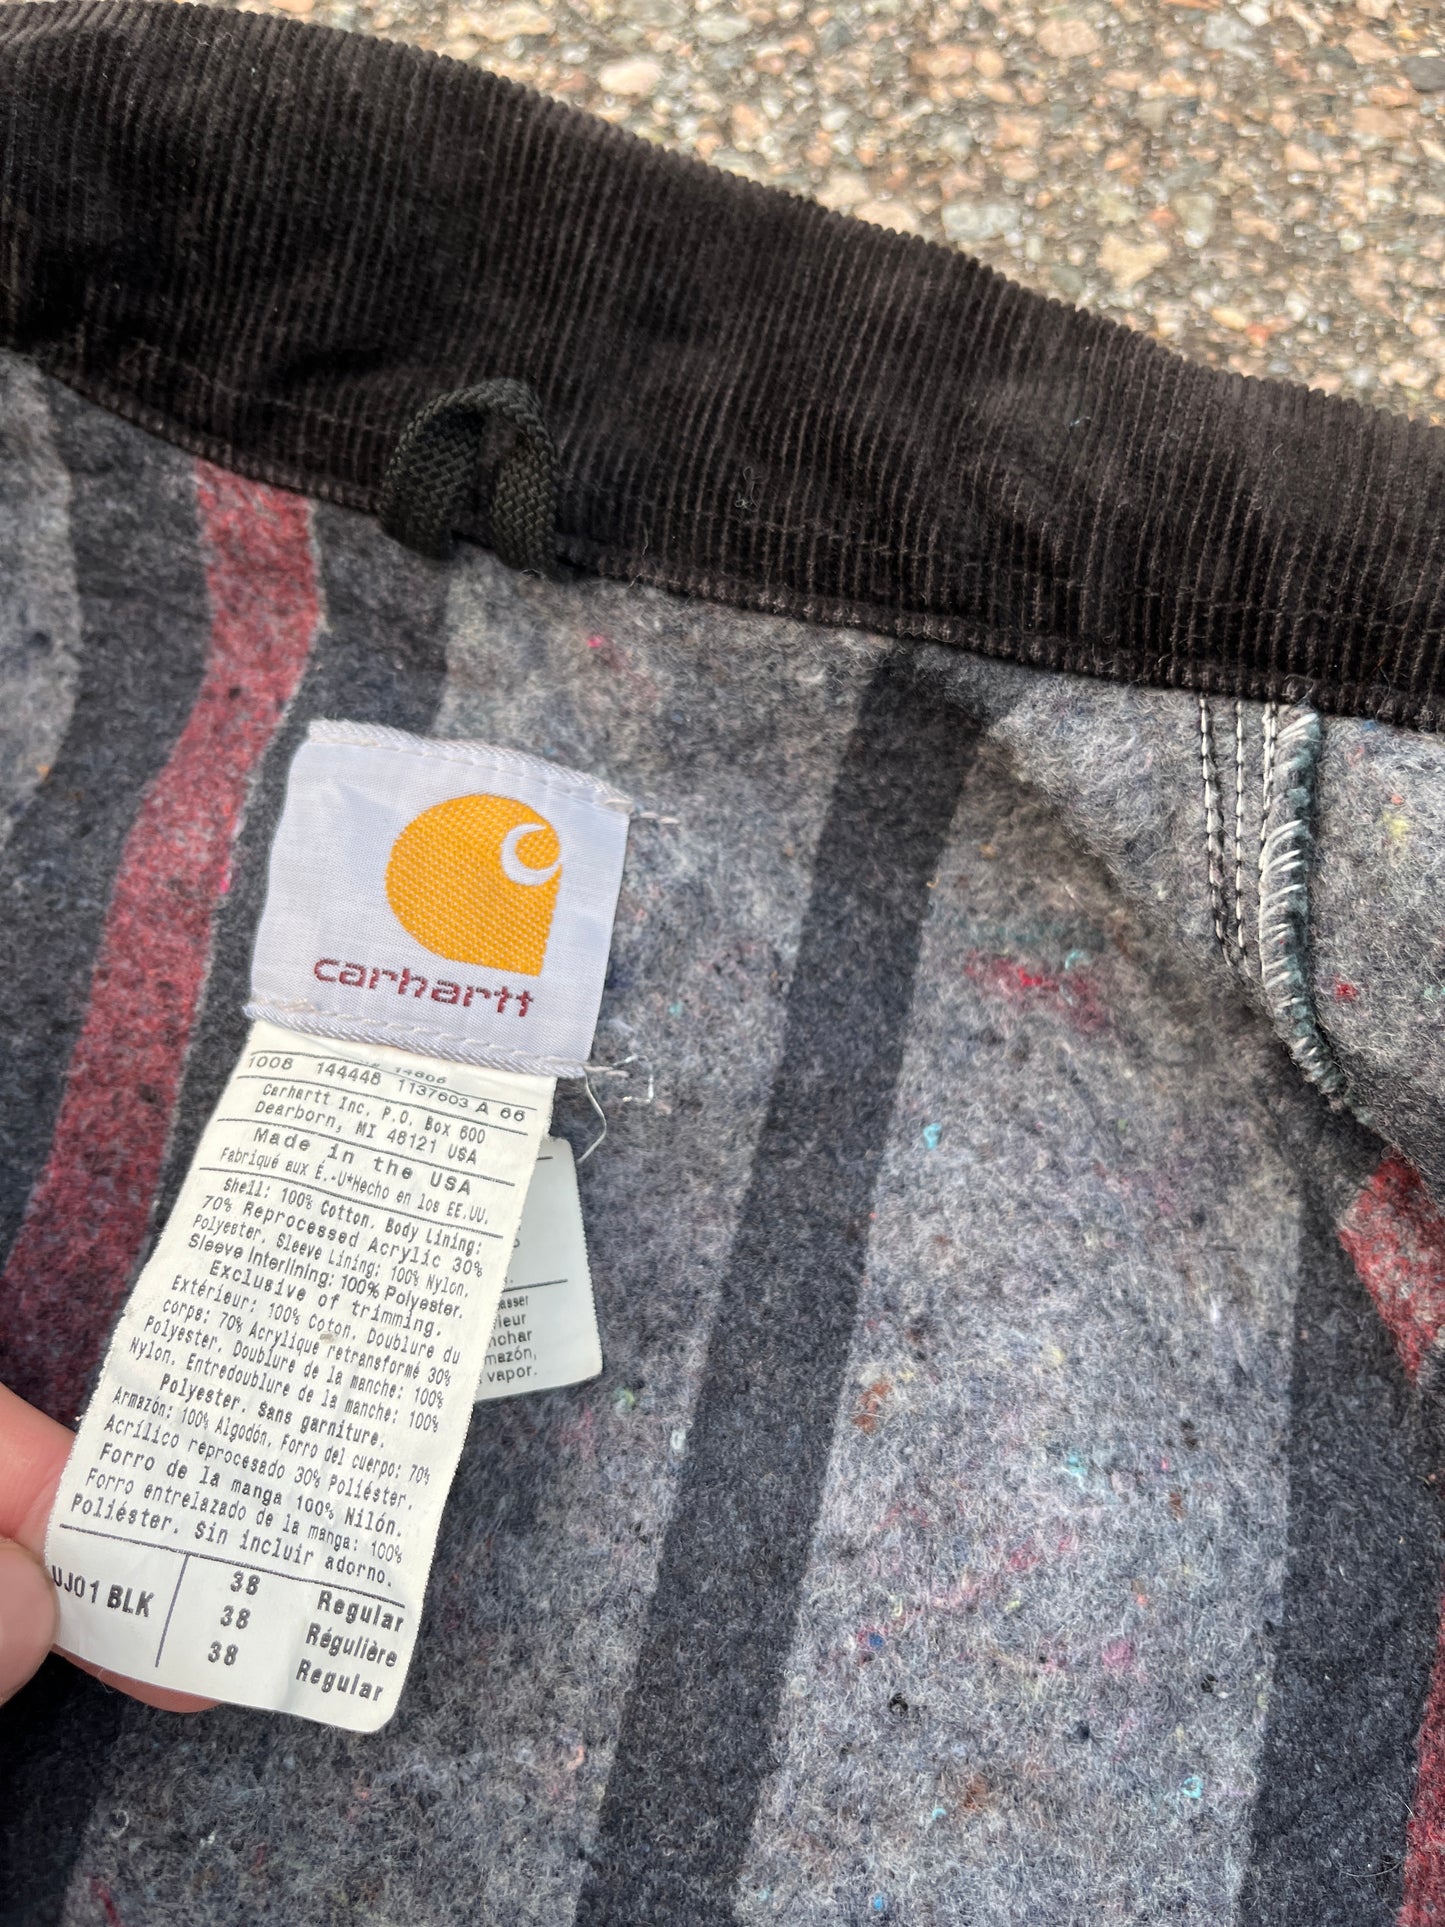 carhartt
14806
1008 144448 1137603 A 66
Carhartt Inc, P.O. Box 600
Dearborn, MI 48121 USA
Made in the USA
Fabriqué aux É.-U*Hecho en los EE.UU.
Shell: 100% Cotton. Body Lining:
70% Reprocessed Acrylic 30%
Polyester. Sleeve Lining: 100% Nylon.
Sleeve Interlining: 100% Polyester.
Exclusive of trimming.
Extérieur: 100% Coton. Doublure du
corps: 70% Acrylique retransformé 30%
Polyester. Doublure de la manche: 100%
Nylon. Entredoublure de la manche: 100%
Polyester. Sans garniture.
Armazón: 100% Algodón. Forro del cuerpo: 70%
Acrílico reprocesado 30% Poliéster.
Forro de la manga 100% Nilón.
Forro entrelazado de la manga: 100%
Poliéster. Sin incluir adorno.
UJ01 BLK 38 Regular
38 Régulière
38 Regular
vapor.